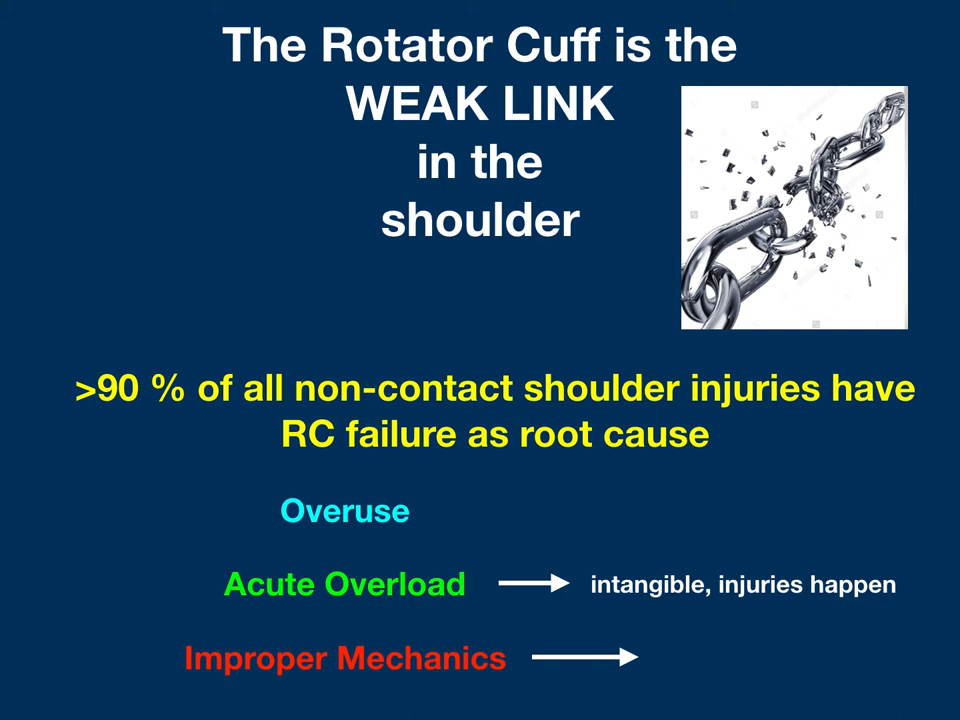 The Rotator Cuff is the
WEAK LINK
in the
shoulder
>90 % of all non-contact shoulder injuries have
RC failure as root cause
Overuse
Acute Overload
intangible, injuries happen
Improper Mechanics